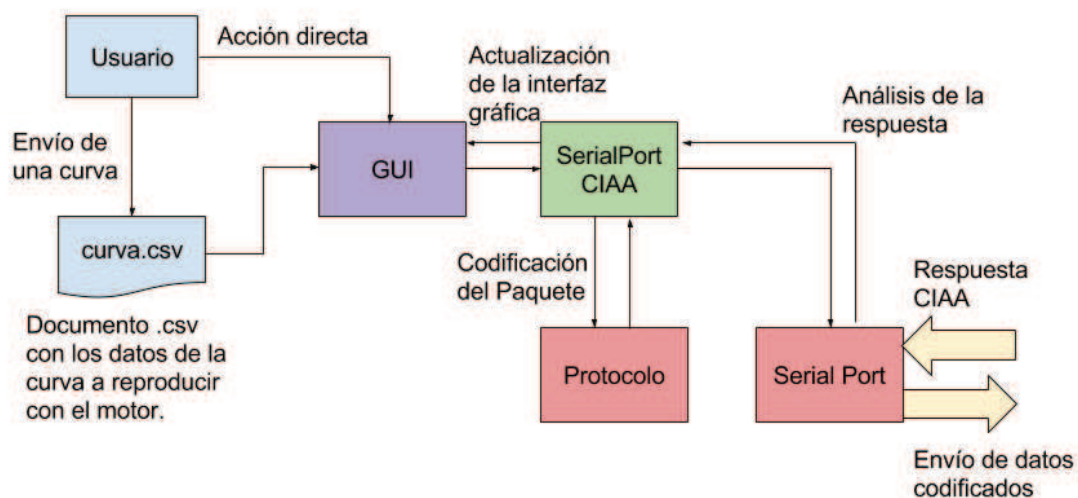 Usuario
Acción directa
Envío de
una curva
curva.csv
Documento .csv
con los datos de la
curva a reproducir
con el motor.
GUI
Actualización
de la interfaz
gráfica
SerialPort
CIAA
Análisis de la
respuesta
Codificación
del Paquete
Protocolo
Serial Port
Respuesta
CIAA
Envío de datos
codificados